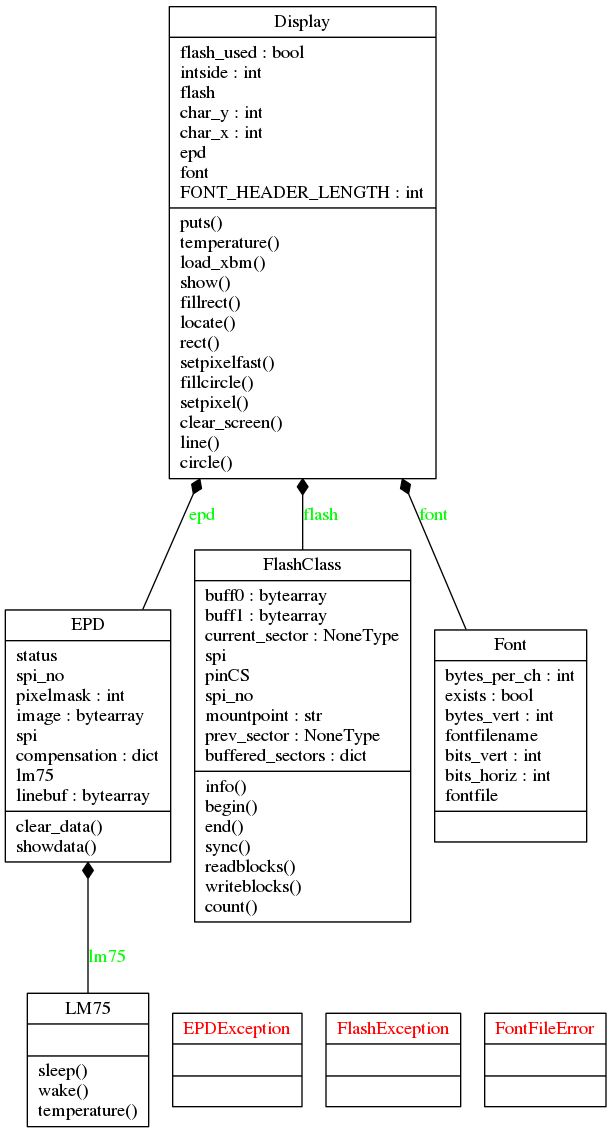 Display
flash_used : bool
intside : int
flash
char_y : int
char_x : int
epd
font
FONT_HEADER_LENGTH : int
puts()
temperature()
load_xbm()
show()
fillrect()
locate()
rect()
setpixelfast()
fillcircle()
setpixel()
clear_screen()
line()
circle()
epd
flash
font
EPD
status
spi_no
pixelmask : int
image : bytearray
spi
compensation : dict
lm75
linebuf : bytearray
clear_data()
showdata()
FlashClass
buff0 : bytearray
buff1 : bytearray
current_sector : NoneType
spi
pinCS
spi_no
mountpoint : str
prev_sector : NoneType
buffered_sectors : dict
info()
begin()
end()
sync()
readblocks()
writeblocks()
count()
Font
bytes_per_ch : int
exists : bool
bytes_vert : int
fontfilename
bits_vert : int
bits_horiz : int
fontfile
lm75
LM75
sleep()
wake()
temperature()
EPDException
FlashException
FontFileError